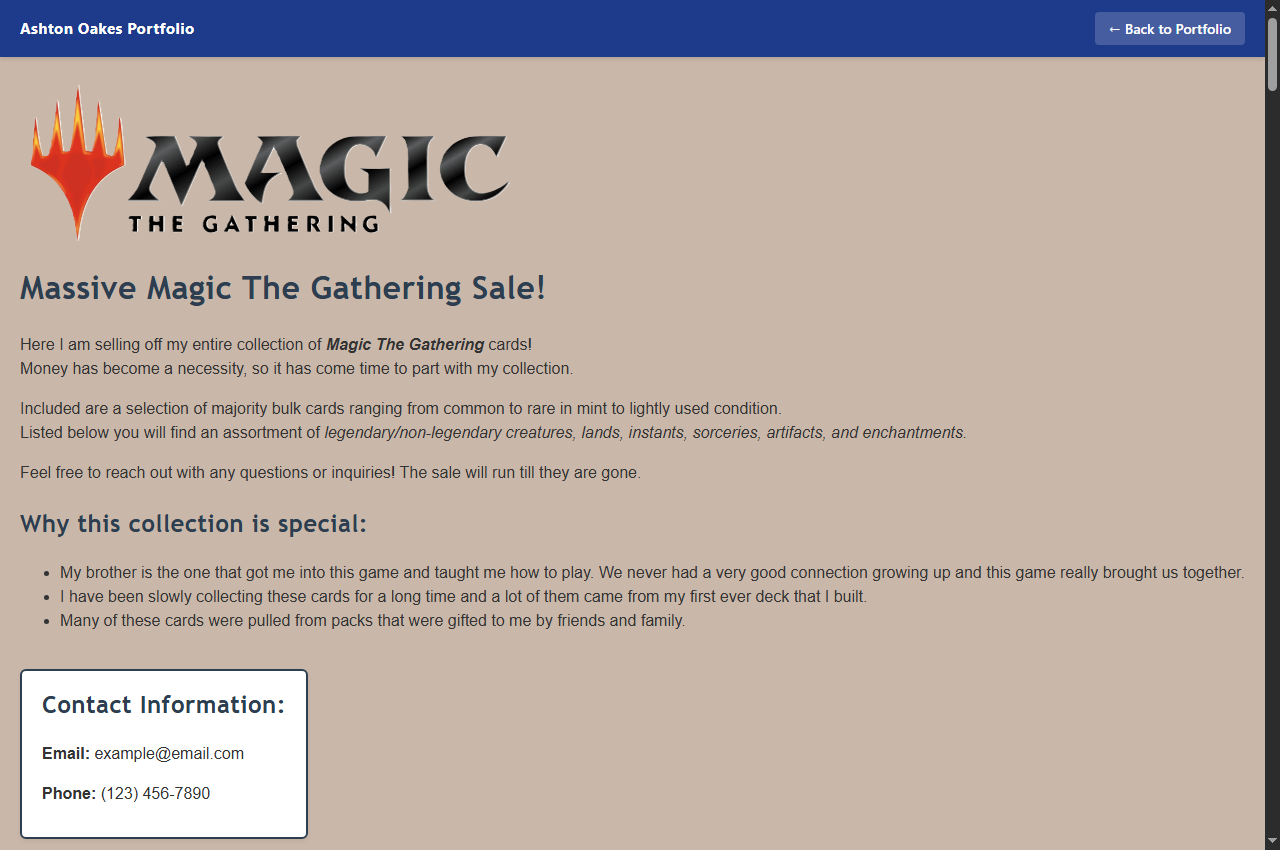 Ashton Oakes Portfolio
← Back to Portfolio
MAGIC
THE GATHERING
Massive Magic The Gathering Sale!
Here I am selling off my entire collection of Magic The Gathering cards!
Money has become a necessity, so it has come time to part with my collection.
Included are a selection of majority bulk cards ranging from common to rare in mint to lightly used condition.
Listed below you will find an assortment of legendary/non-legendary creatures, lands, instants, sorceries, artifacts, and enchantments.
Feel free to reach out with any questions or inquiries! The sale will run till they are gone.
Why this collection is special:
• My brother is the one that got me into this game and taught me how to play. We never had a very good connection growing up and this game really brought us together.
• I have been slowly collecting these cards for a long time and a lot of them came from my first ever deck that I built.
• Many of these cards were pulled from packs that were gifted to me by friends and family.
Contact Information:
Email: example@email.com
Phone: (123) 456-7890